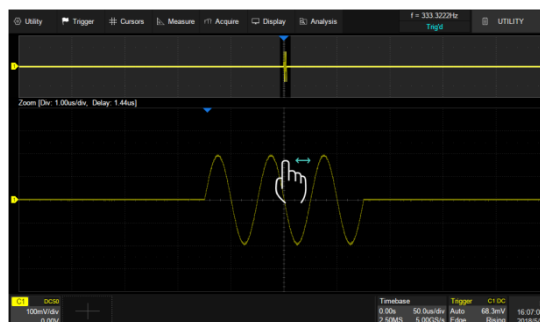 Utility Trigger Cursors Measure Acquire Display Analysis
f = 333.3222Hz
Trig'd
UTILITY
Zoom [Div: 1.00us/div, Delay: 1.44us]
C1 DC50
100mV/div
0.00V
Timebase
0.00s 50.0us/div
2.50MS 5.00GS/s
Trigger C1 DC
Auto 68.3mV
Edge Rising
16:07:0